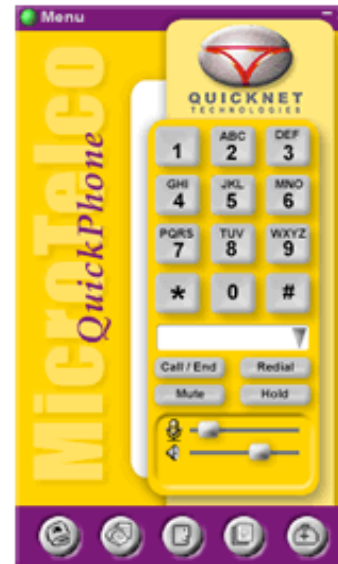 Menu
MicroTelco
QuickPhone
QUICKNET
TECHNOLOGIES
1
ABC
2
DEF
3
GHI
4
JKL
5
MNO
6
PQRS
7
TUV
8
WXYZ
9
*
0
#
Call / End
Redial
Mute
Hold